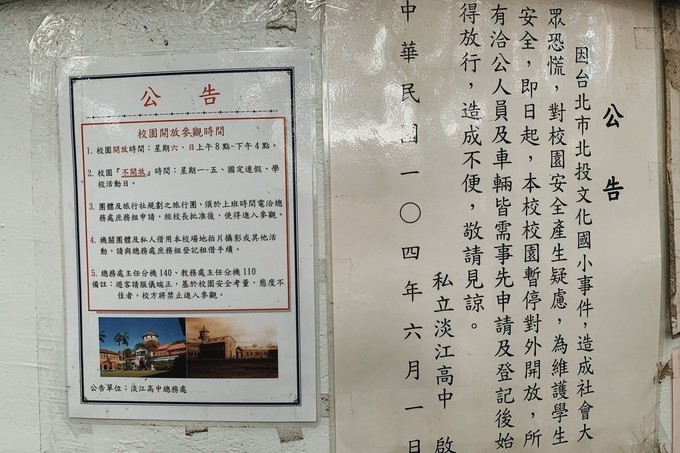 公告
校園開放參觀時間
1. 校園開放時間：星期六、日上午8點~下午4點。
2. 校園『不開放』時間：星期一~五、國定連假、學
校活動日。
3. 團體及旅行社規劃之旅行團，須於上班時間電洽總
務處庶務組申請，經校長批准後，使得進入參觀。
4. 機關團體及私人借用本校場地拍片攝影或其他活
動，請與總務處庶務組登記租借手續。
5. 總務處主任分機140、教務處主任分機110
備註：遊客請服儀端正，基於校園安全考量，態度不
佳者，校方將禁止進入參觀。
公告單位：淡江高中總務處
公告
因台北市北投文化國小事件，造成社會大
眾恐慌，對校園安全產生疑慮，為維護學生
安全，即日起，本校校園暫停對外開放，所
有洽公人員及車輛皆需事先申請及登記後始
得放行，造成不便，敬請見諒。
私立淡江高中 啟
中華民國一〇四年六月一日